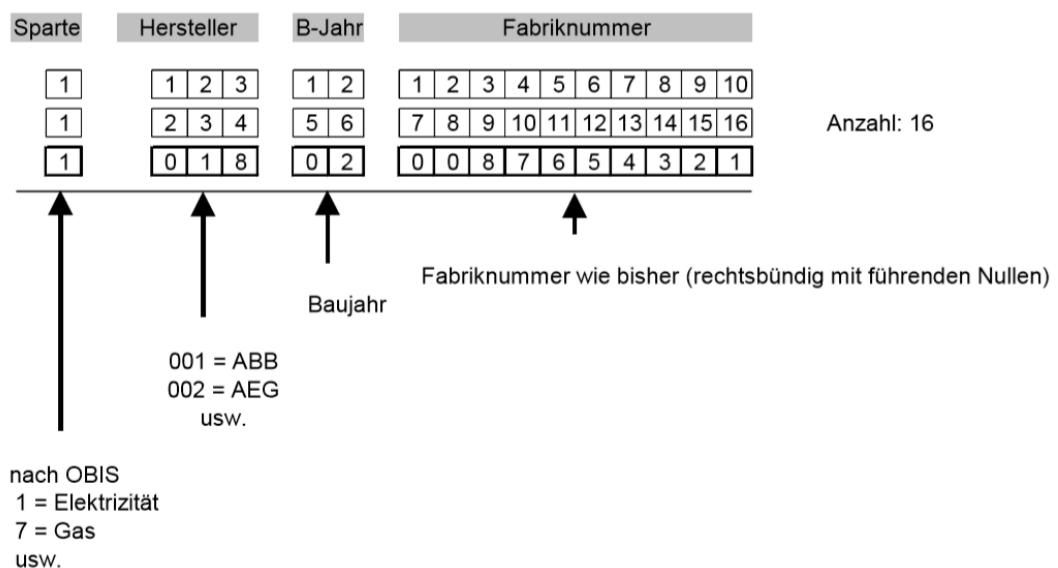 Sparte Hersteller B-Jahr Fabriknummer
1 1 2 3 1 2 1 2 3 4 5 6 7 8 9 10
1 2 3 4 5 6 7 8 9 10 11 12 13 14 15 16 Anzahl: 16
1 0 1 8 0 2 0 0 8 7 6 5 4 3 2 1
Fabriknummer wie bisher (rechtsbündig mit führenden Nullen)
Baujahr
001 = ABB
002 = AEG
usw.
nach OBIS
1 = Elektrizität
7 = Gas
usw.